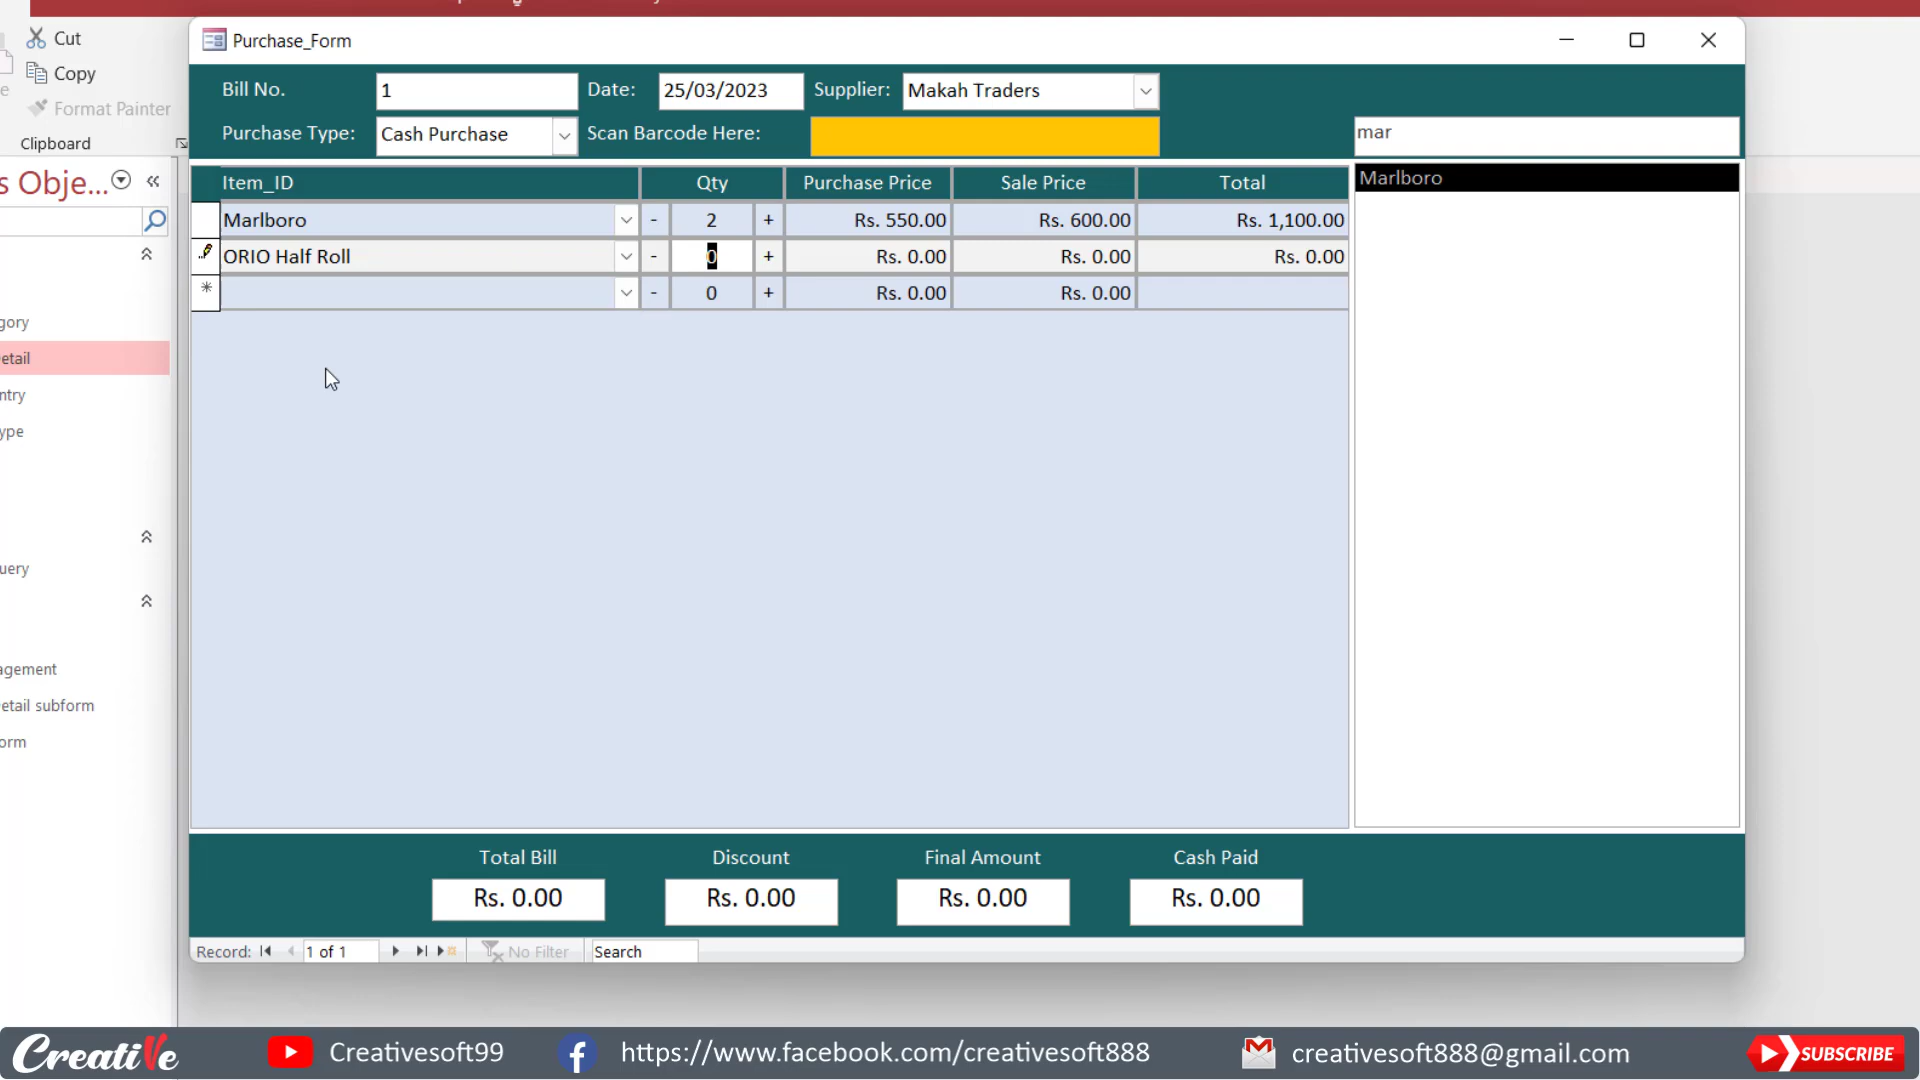 Cut
Copy
Format Painter
Clipboard
s Obje...
gory
etail
ntry
ype
uery
agement
etail subform
orm
Purchase_Form
Bill No.
1
Date:
25/03/2023
Supplier:
Makah Traders
Purchase Type:
Cash Purchase
Scan Barcode Here:
mar
Item_ID Qty Purchase Price Sale Price Total
Marlboro - 2 + Rs. 550.00 Rs. 600.00 Rs. 1,100.00
ORIO Half Roll - 0 + Rs. 0.00 Rs. 0.00 Rs. 0.00
- 0 + Rs. 0.00 Rs. 0.00
Marlboro
Total Bill Discount Final Amount Cash Paid
Rs. 0.00 Rs. 0.00 Rs. 0.00 Rs. 0.00
Record: 1 of 1 No Filter Search
Creative Creativesoft99 https://www.facebook.com/creativesoft888 creativesoft888@gmail.com SUBSCRIBE